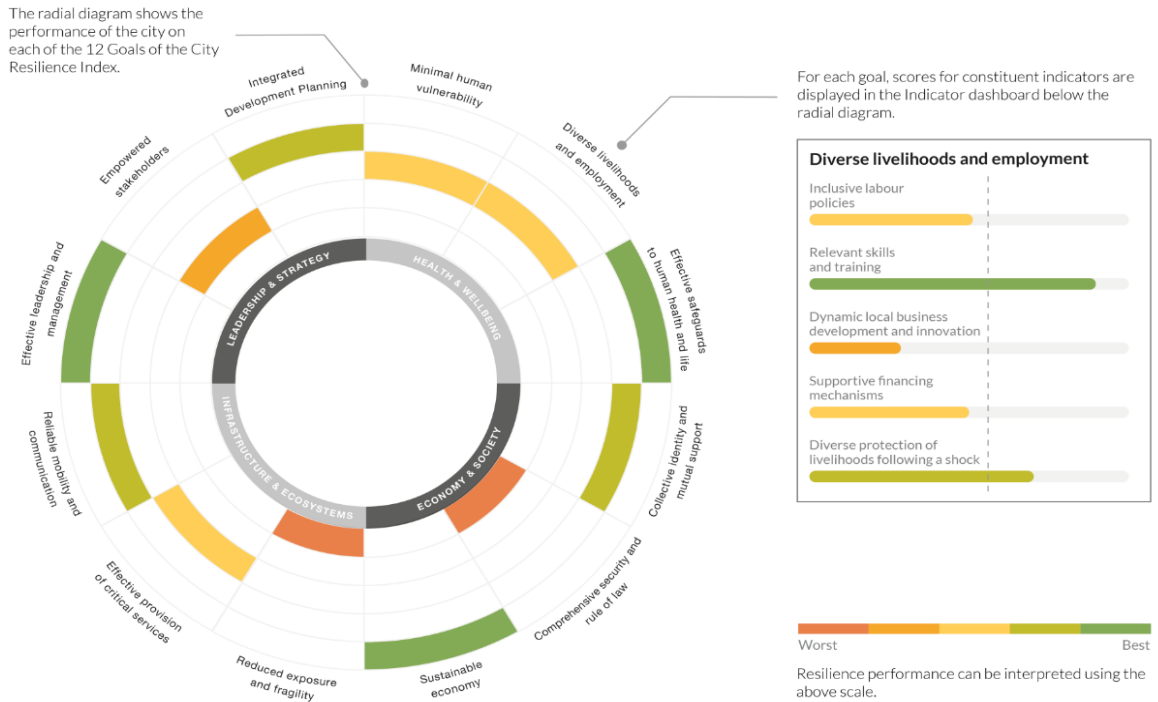 The radial diagram shows the
performance of the city on
each of the 12 Goals of the City
Resilience Index.
Integrated
Development Planning
Minimal human
vulnerability
Diverse livelihoods
and employment
Effective safeguards
to human health and life
Collective identity and
mutual support
Comprehensive security and
rule of law
Sustainable
economy
Reduced exposure
and fragility
Effective provision
of critical services
Reliable mobility and
communication
Effective leadership and
management
Empowered
stakeholders
LEADERSHIP & STRATEGY
HEALTH & WELLBEING
ECONOMY & SOCIETY
INFRASTRUCTURE & ECOSYSTEMS
For each goal, scores for constituent indicators are
displayed in the Indicator dashboard below the
radial diagram.
Diverse livelihoods and employment
Inclusive labour
policies
Relevant skills
and training
Dynamic local business
development and innovation
Supportive financing
mechanisms
Diverse protection of
livelihoods following a shock
Worst
Best
Resilience performance can be interpreted using the
above scale.